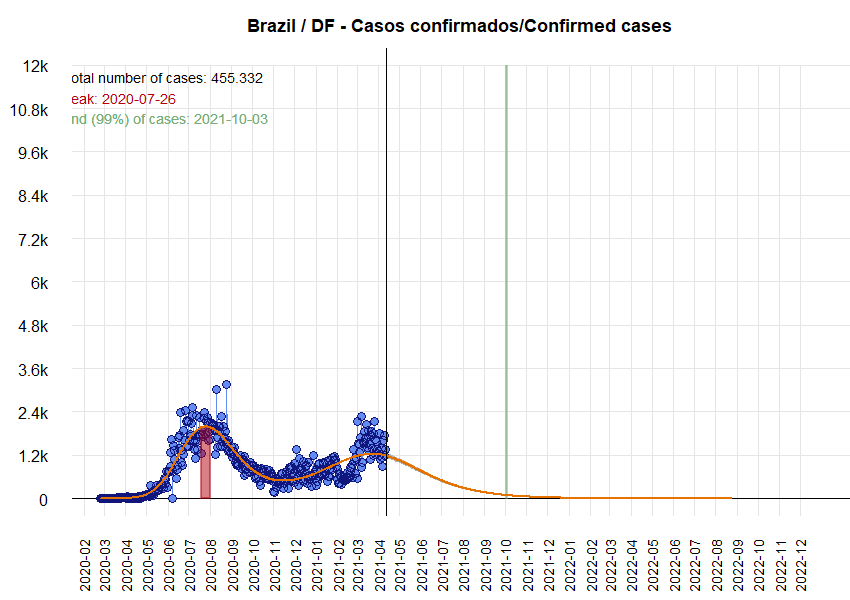 Brazil / DF - Casos confirmados/Confirmed cases
12k
otal number of cases: 455.332
eak: 2020-07-26
10.8k
nd (99%) of cases: 2021-10-03
9.6k
8.4k
7.2k
6k
4.8k
3.6k
2.4k
1.2k
0
2020-02
2020-03
2020-04
2020-05
2020-06
2020-07
2020-08
2020-09
2020-10
2020-11
2020-12
2021-01
2021-02
2021-03
2021-04
2021-05
2021-06
2021-07
2021-08
2021-09
2021-10
2021-11
2021-12
2022-01
2022-02
2022-03
2022-04
2022-05
2022-06
2022-07
2022-08
2022-09
2022-10
2022-11
2022-12